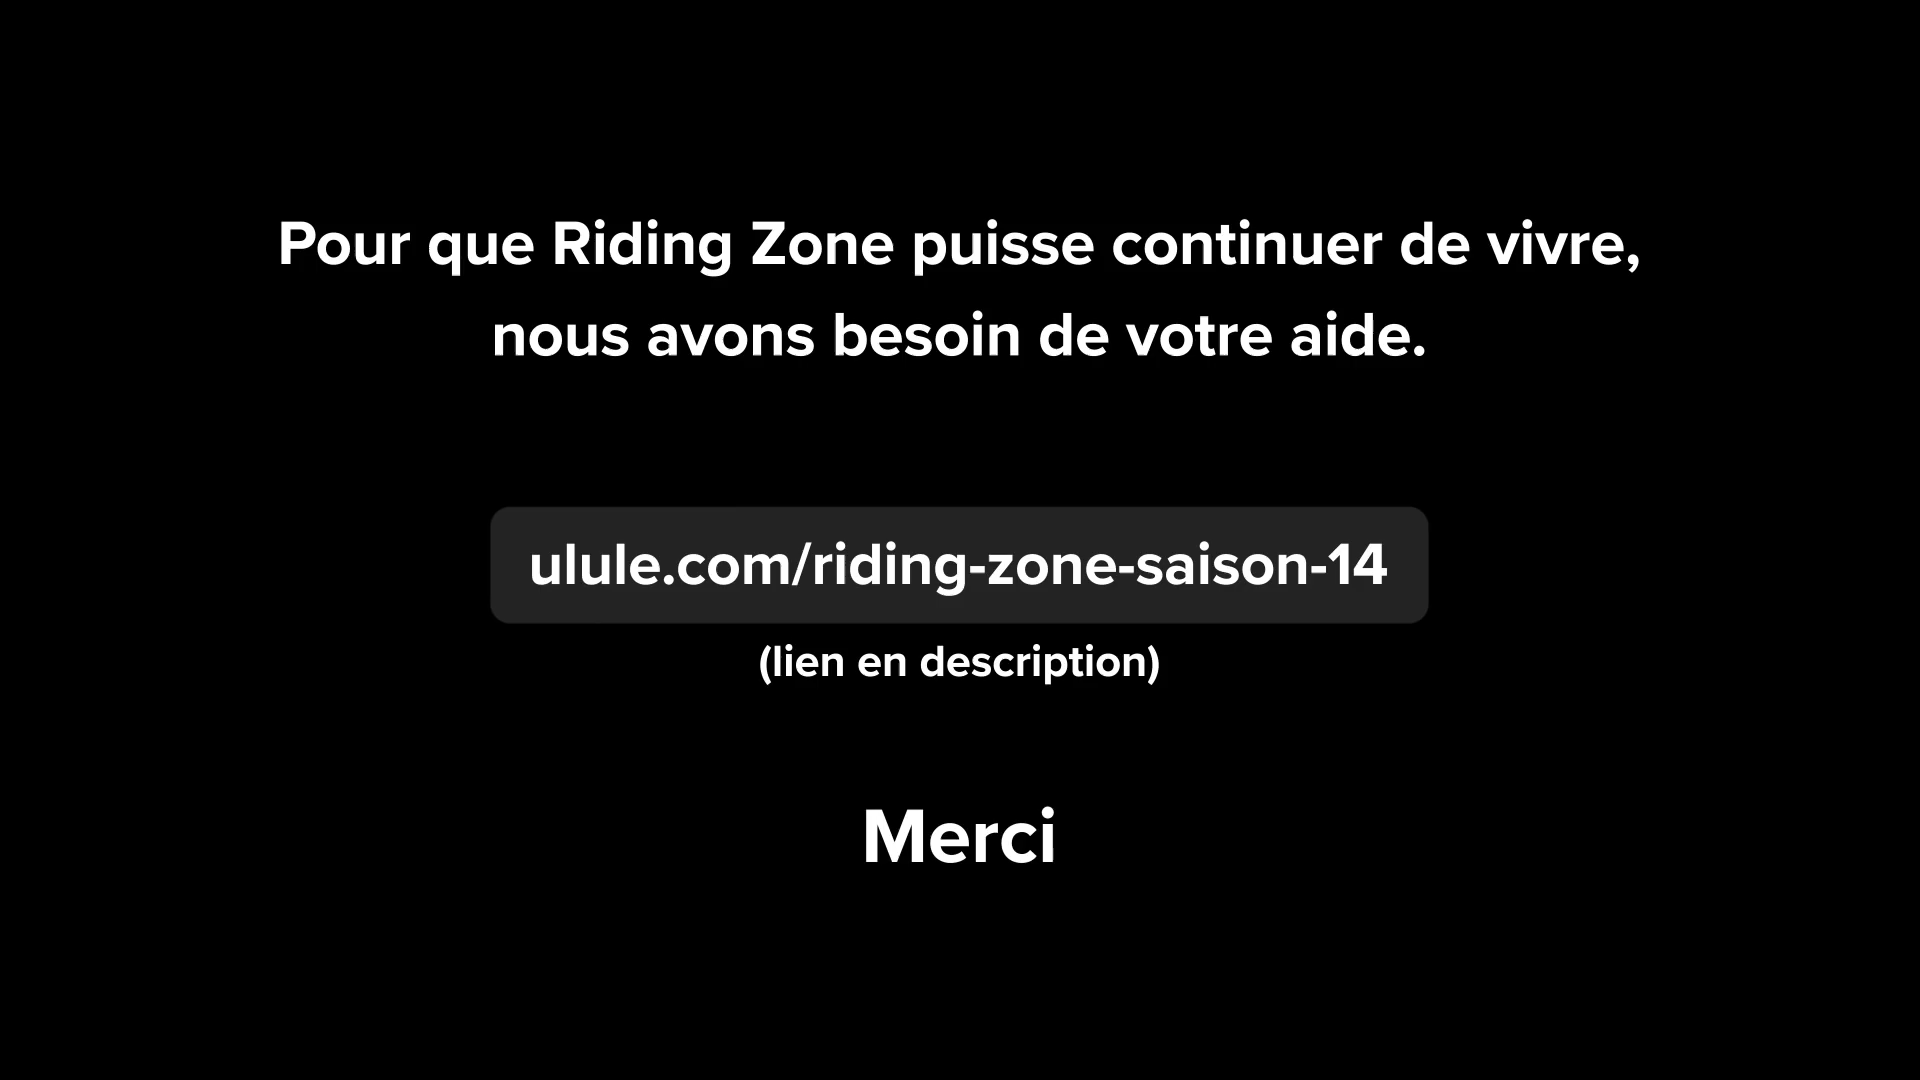 Pour que Riding Zone puisse continuer de vivre,
nous avons besoin de votre aide.
ulule.com/riding-zone-saison-14
(lien en description)
Merci